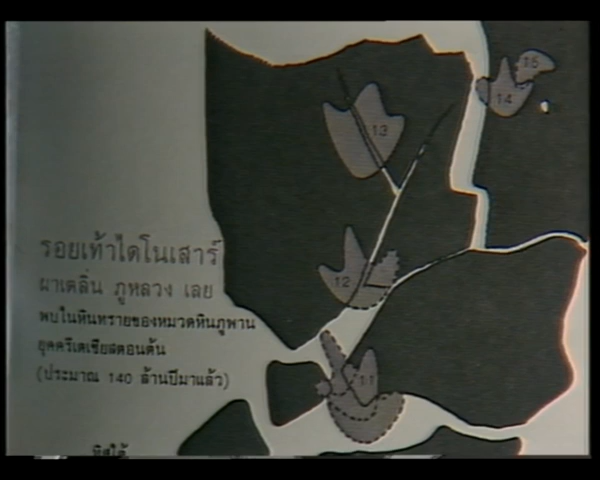 15
14
13
รอยเท้าไดโนเสาร์
12
ผาเตลิ่น ภูหลวง เลย
พบในหินทรายของหมวดหินภูพาน
ยุคครีเตเชียสตอนต้น
11
(ประมาณ 140 ล้านปีมาแล้ว)
ทิศใต้